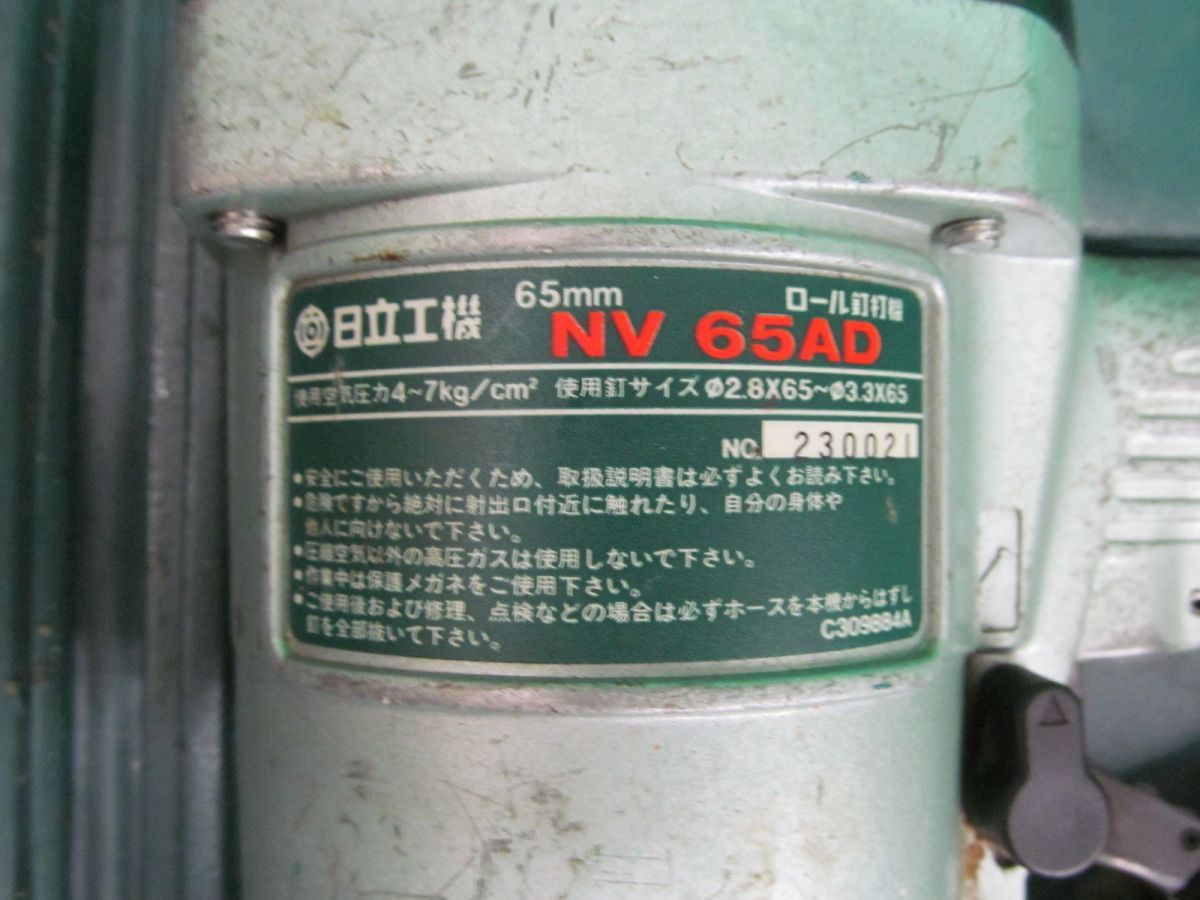 日立工機 65mm ロール釘打機
NV 65AD
使用空気圧力4~7kg/cm² 使用釘サイズ φ2.8X65~φ3.3X65
NO. 230021
•安全にご使用いただくため、取扱説明書は必ずよくお読み下さい。
•危険ですから絶対に射出口付近に触れたり、自分の身体や
他人に向けないで下さい。
•圧縮空気以外の高圧ガスは使用しないで下さい。
•作業中は保護メガネをご使用下さい。
•ご使用後および修理、点検などの場合は必ずホースを本機からはずし
釘を全部抜いて下さい。
C309884A